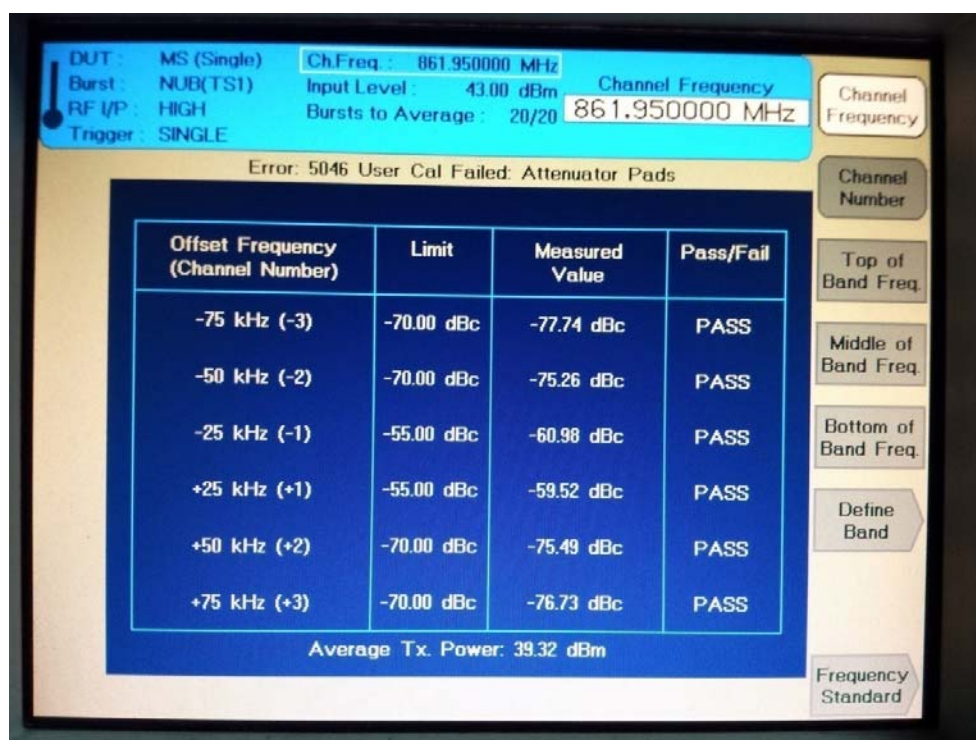 DUT : MS (Single) Ch.Freq. : 861.950000 MHz
Burst : NUB(TS1) Input Level : 43.00 dBm Channel Frequency
RF I/P : HIGH Bursts to Average : 20/20 861.950000 MHz
Trigger : SINGLE
Error: 5046 User Cal Failed: Attenuator Pads
Offset Frequency (Channel Number) Limit Measured Value Pass/Fail
-75 kHz (-3) -70.00 dBc -77.74 dBc PASS
-50 kHz (-2) -70.00 dBc -75.26 dBc PASS
-25 kHz (-1) -55.00 dBc -60.98 dBc PASS
+25 kHz (+1) -55.00 dBc -59.52 dBc PASS
+50 kHz (+2) -70.00 dBc -75.49 dBc PASS
+75 kHz (+3) -70.00 dBc -76.73 dBc PASS
Average Tx. Power: 39.32 dBm
Channel
Frequency
Channel
Number
Top of
Band Freq.
Middle of
Band Freq.
Bottom of
Band Freq.
Define
Band
Frequency
Standard